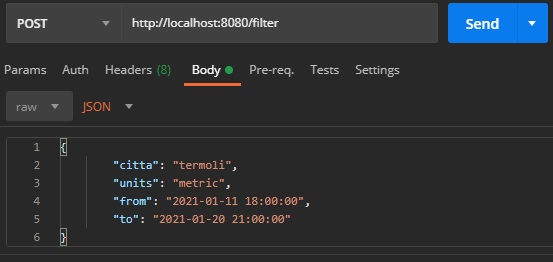 POST http://localhost:8080/filter Send
Params Auth Headers (8) Body Pre-req. Tests Settings
raw JSON
1 {
2 "citta": "termoli",
3 "units": "metric",
4 "from": "2021-01-11 18:00:00",
5 "to": "2021-01-20 21:00:00"
6 }